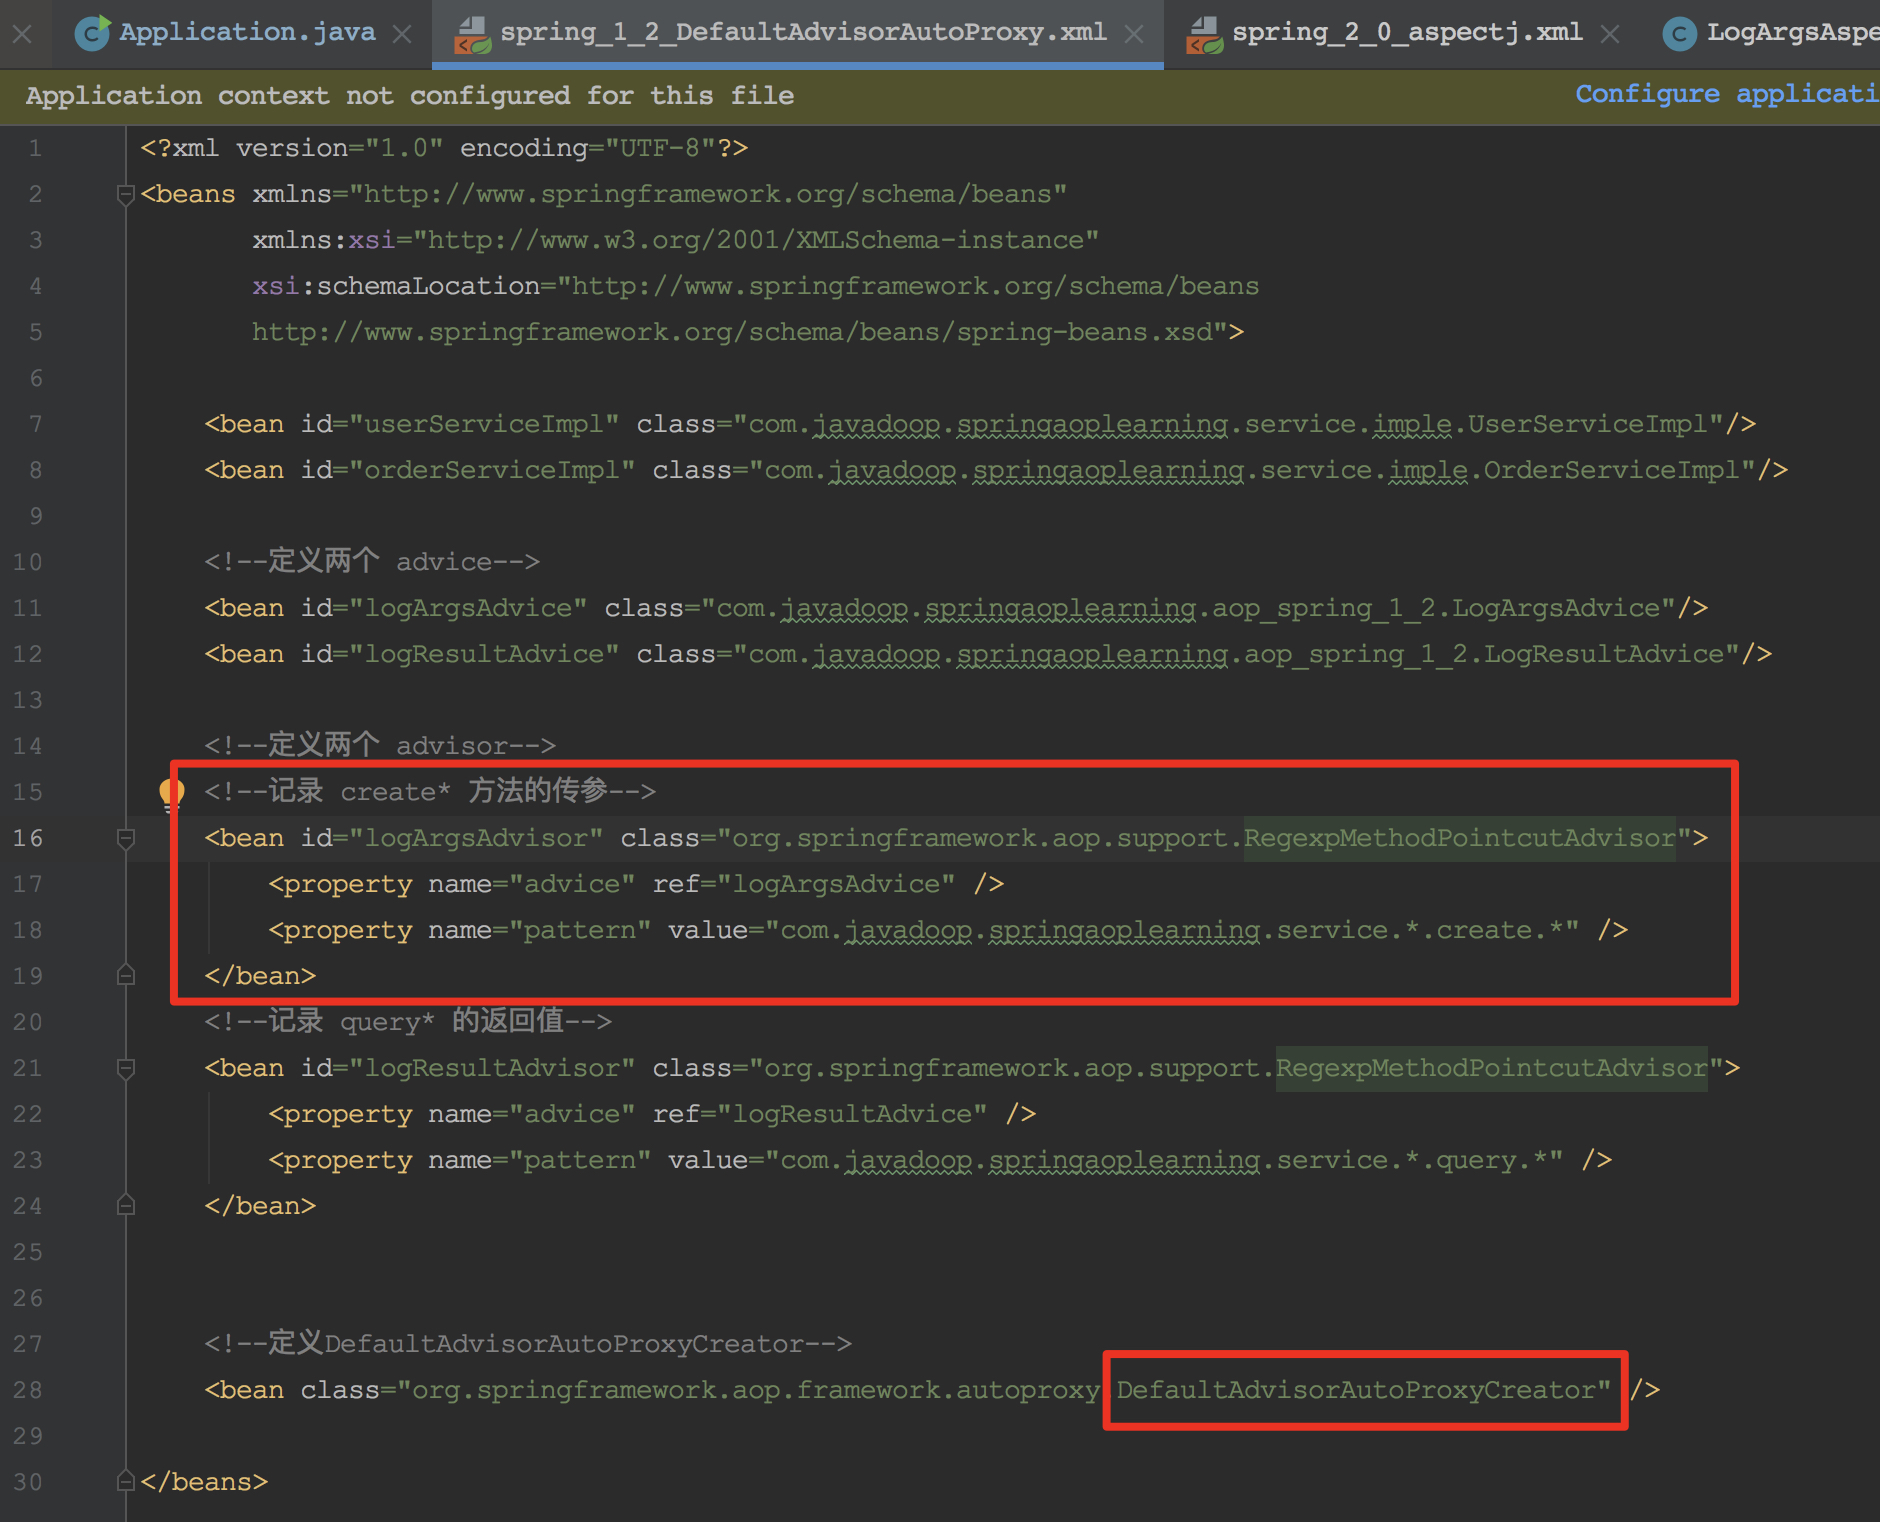 Application.java spring_1_2_DefaultAdvisorAutoProxy.xml spring_2_0_aspectj.xml LogArgsAspe
Application context not configured for this file Configure applicati
1 <?xml version="1.0" encoding="UTF-8"?>
2 <beans xmlns="http://www.springframework.org/schema/beans"
3 xmlns:xsi="http://www.w3.org/2001/XMLSchema-instance"
4 xsi:schemaLocation="http://www.springframework.org/schema/beans
5 http://www.springframework.org/schema/beans/spring-beans.xsd">
6
7 <bean id="userServiceImpl" class="com.javadoop.springaoplearning.service.imple.UserServiceImpl"/>
8 <bean id="orderServiceImpl" class="com.javadoop.springaoplearning.service.imple.OrderServiceImpl"/>
9
10 <!--定义两个 advice-->
11 <bean id="logArgsAdvice" class="com.javadoop.springaoplearning.aop_spring_1_2.LogArgsAdvice"/>
12 <bean id="logResultAdvice" class="com.javadoop.springaoplearning.aop_spring_1_2.LogResultAdvice"/>
13
14 <!--定义两个 advisor-->
15 <!--记录 create* 方法的传参-->
16 <bean id="logArgsAdvisor" class="org.springframework.aop.support.RegexpMethodPointcutAdvisor">
17 <property name="advice" ref="logArgsAdvice" />
18 <property name="pattern" value="com.javadoop.springaoplearning.service.*.create.*" />
19 </bean>
20 <!--记录 query* 的返回值-->
21 <bean id="logResultAdvisor" class="org.springframework.aop.support.RegexpMethodPointcutAdvisor">
22 <property name="advice" ref="logResultAdvice" />
23 <property name="pattern" value="com.javadoop.springaoplearning.service.*.query.*" />
24 </bean>
25
26
27 <!--定义DefaultAdvisorAutoProxyCreator-->
28 <bean class="org.springframework.aop.framework.autoproxy.DefaultAdvisorAutoProxyCreator" />
29
30 </beans>